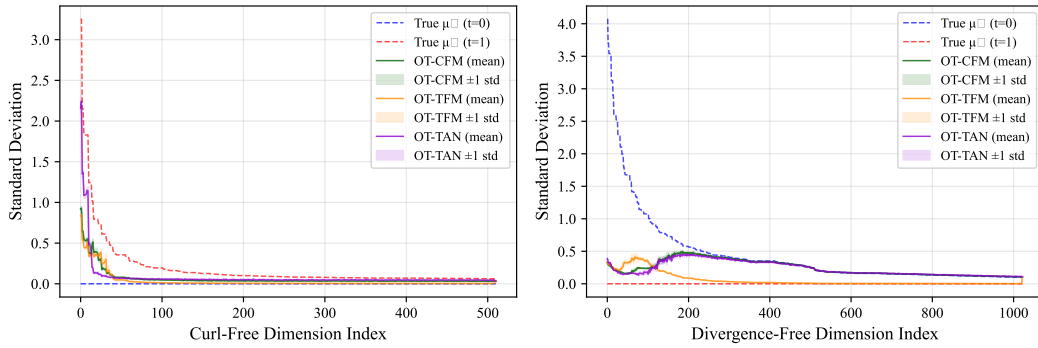 Standard Deviation
3.0
2.5
2.0
1.5
1.0
0.5
0.0
0 100 200 300 400 500
Curl-Free Dimension Index
True μ□ (t=0)
True μ□ (t=1)
OT-CFM (mean)
OT-CFM ±1 std
OT-TFM (mean)
OT-TFM ±1 std
OT-TAN (mean)
OT-TAN ±1 std
Standard Deviation
4.0
3.5
3.0
2.5
2.0
1.5
1.0
0.5
0.0
0 200 400 600 800 1000
Divergence-Free Dimension Index
True μ□ (t=0)
True μ□ (t=1)
OT-CFM (mean)
OT-CFM ±1 std
OT-TFM (mean)
OT-TFM ±1 std
OT-TAN (mean)
OT-TAN ±1 std